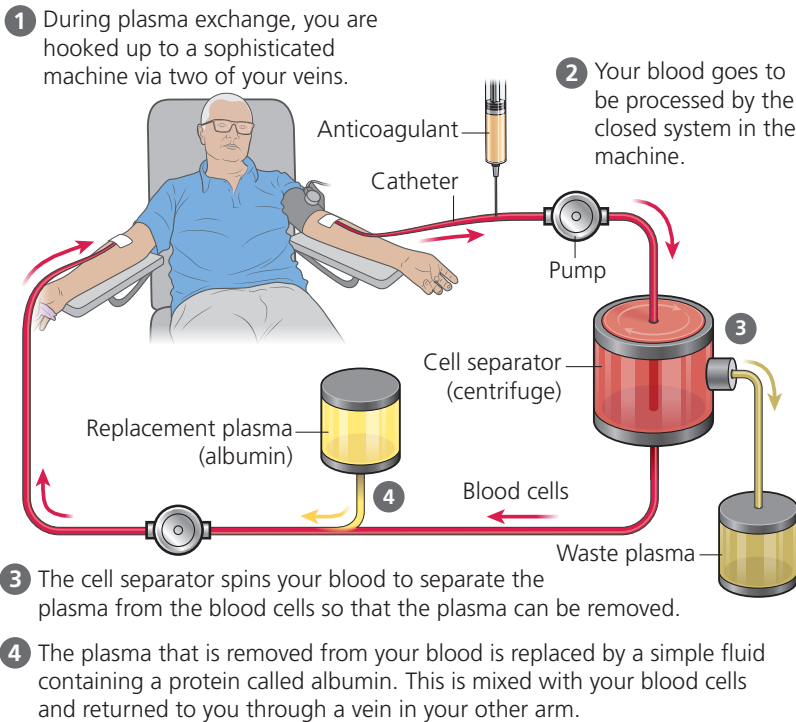 1 During plasma exchange, you are
hooked up to a sophisticated
machine via two of your veins.
2 Your blood goes to
be processed by the
closed system in the
machine.
Anticoagulant
Catheter
Pump
3
Cell separator
(centrifuge)
Replacement plasma
(albumin)
4
Blood cells
Waste plasma
3 The cell separator spins your blood to separate the
plasma from the blood cells so that the plasma can be removed.
4 The plasma that is removed from your blood is replaced by a simple fluid
containing a protein called albumin. This is mixed with your blood cells
and returned to you through a vein in your other arm.